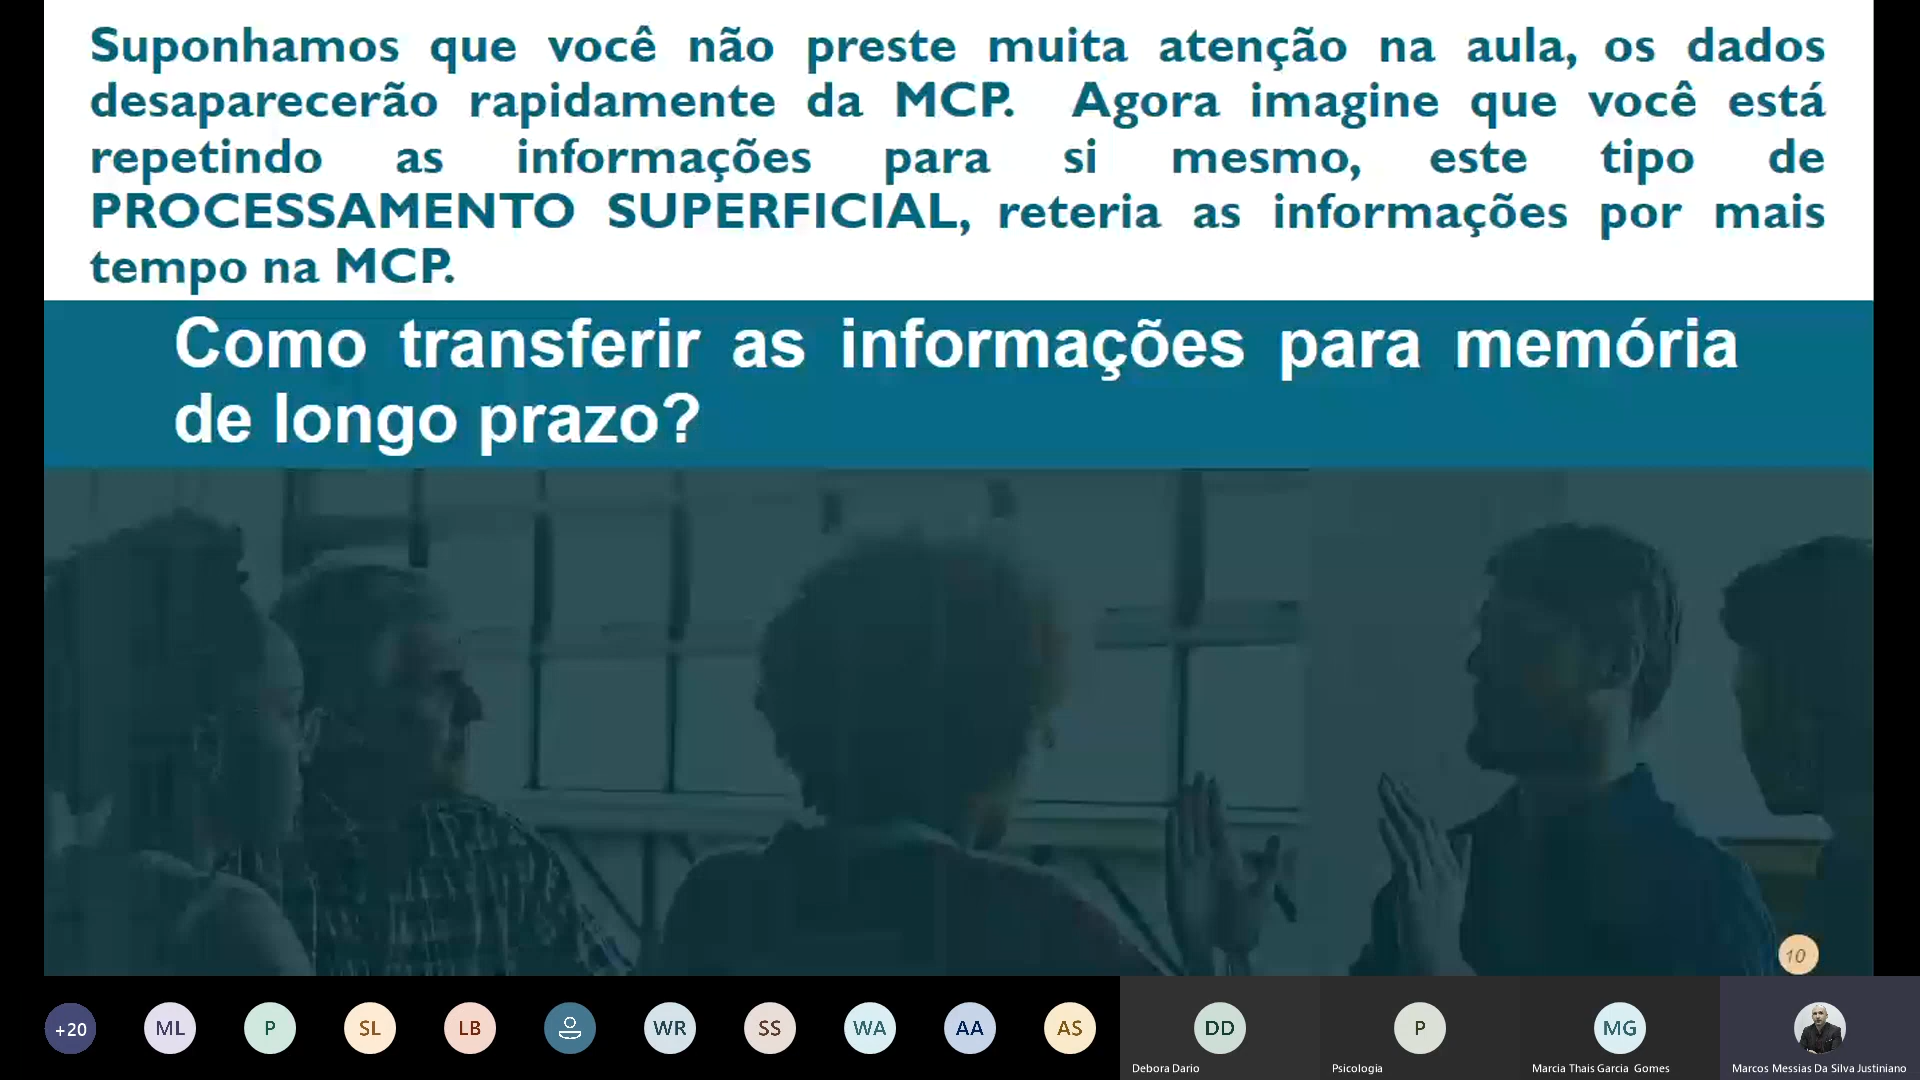 Suponhamos que você não preste muita atenção na aula, os dados
desaparecerão rapidamente da MCP. Agora imagine que você está
repetindo as informações para si mesmo, este tipo de
PROCESSAMENTO SUPERFICIAL, reteria as informações por mais
tempo na MCP.
Como transferir as informações para memória
de longo prazo?
10
+20 ML P SL LB WR SS WA AA AS DD P MG
Debora Dario Psicologia Marcia Thais Garcia Gomes Marcos Messias Da Silva Justiniano